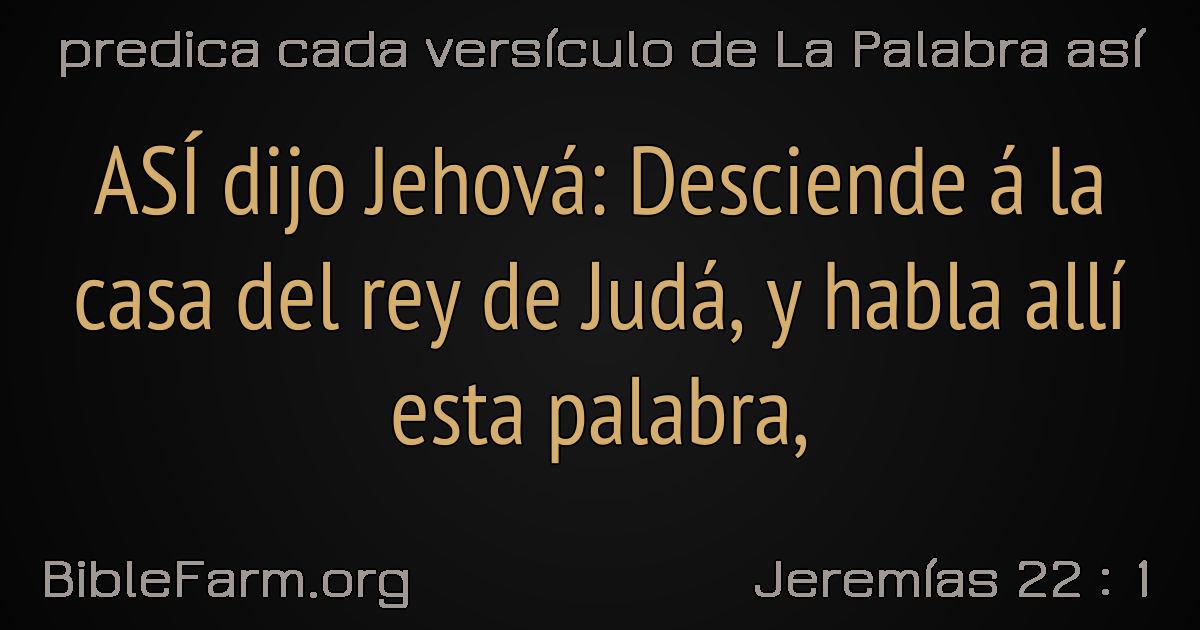 predica cada versículo de La Palabra así
ASÍ dijo Jehová: Desciende á la
casa del rey de Judá, y habla allí
esta palabra,
BibleFarm.org
Jeremías 22 : 1